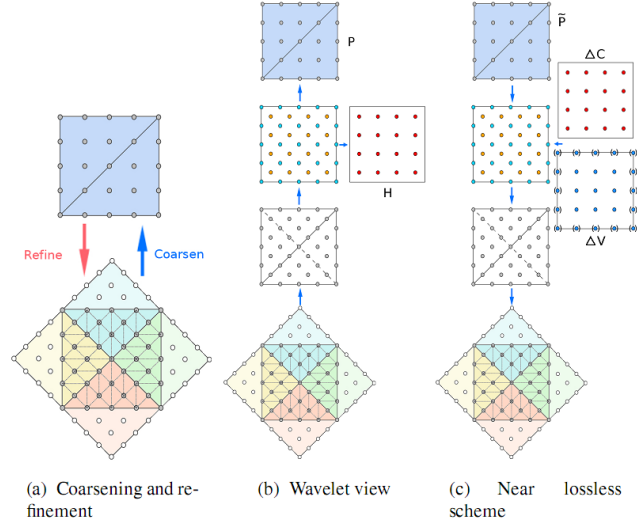 P
P̃
ΔC
H
ΔV
Refine
Coarsen
(a) Coarsening and re-
finement
(b) Wavelet view
(c) Near lossless
scheme